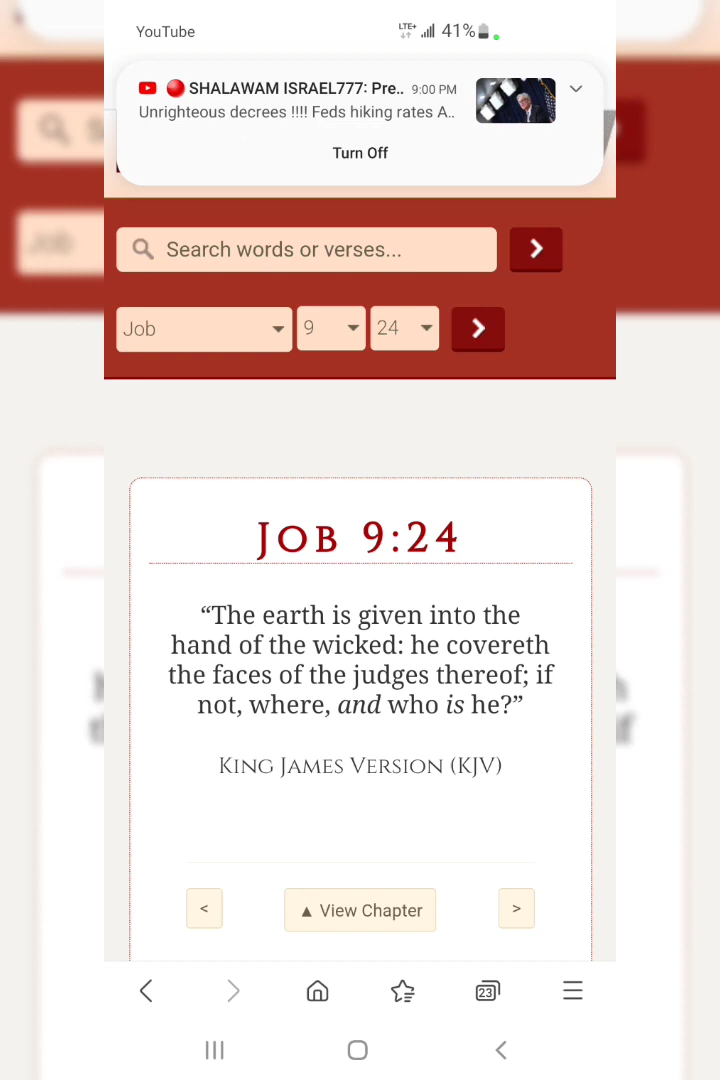 YouTube LTE+ 41%
SHALAWAM ISRAEL777: Pre.. 9:00 PM
Unrighteous decrees !!!! Feds hiking rates A..
Turn Off
Search words or verses...
Job 9 24
Job 9:24
“The earth is given into the
hand of the wicked: he covereth
the faces of the judges thereof; if
not, where, and who is he?”
King James Version (KJV)
< ▲ View Chapter >
23